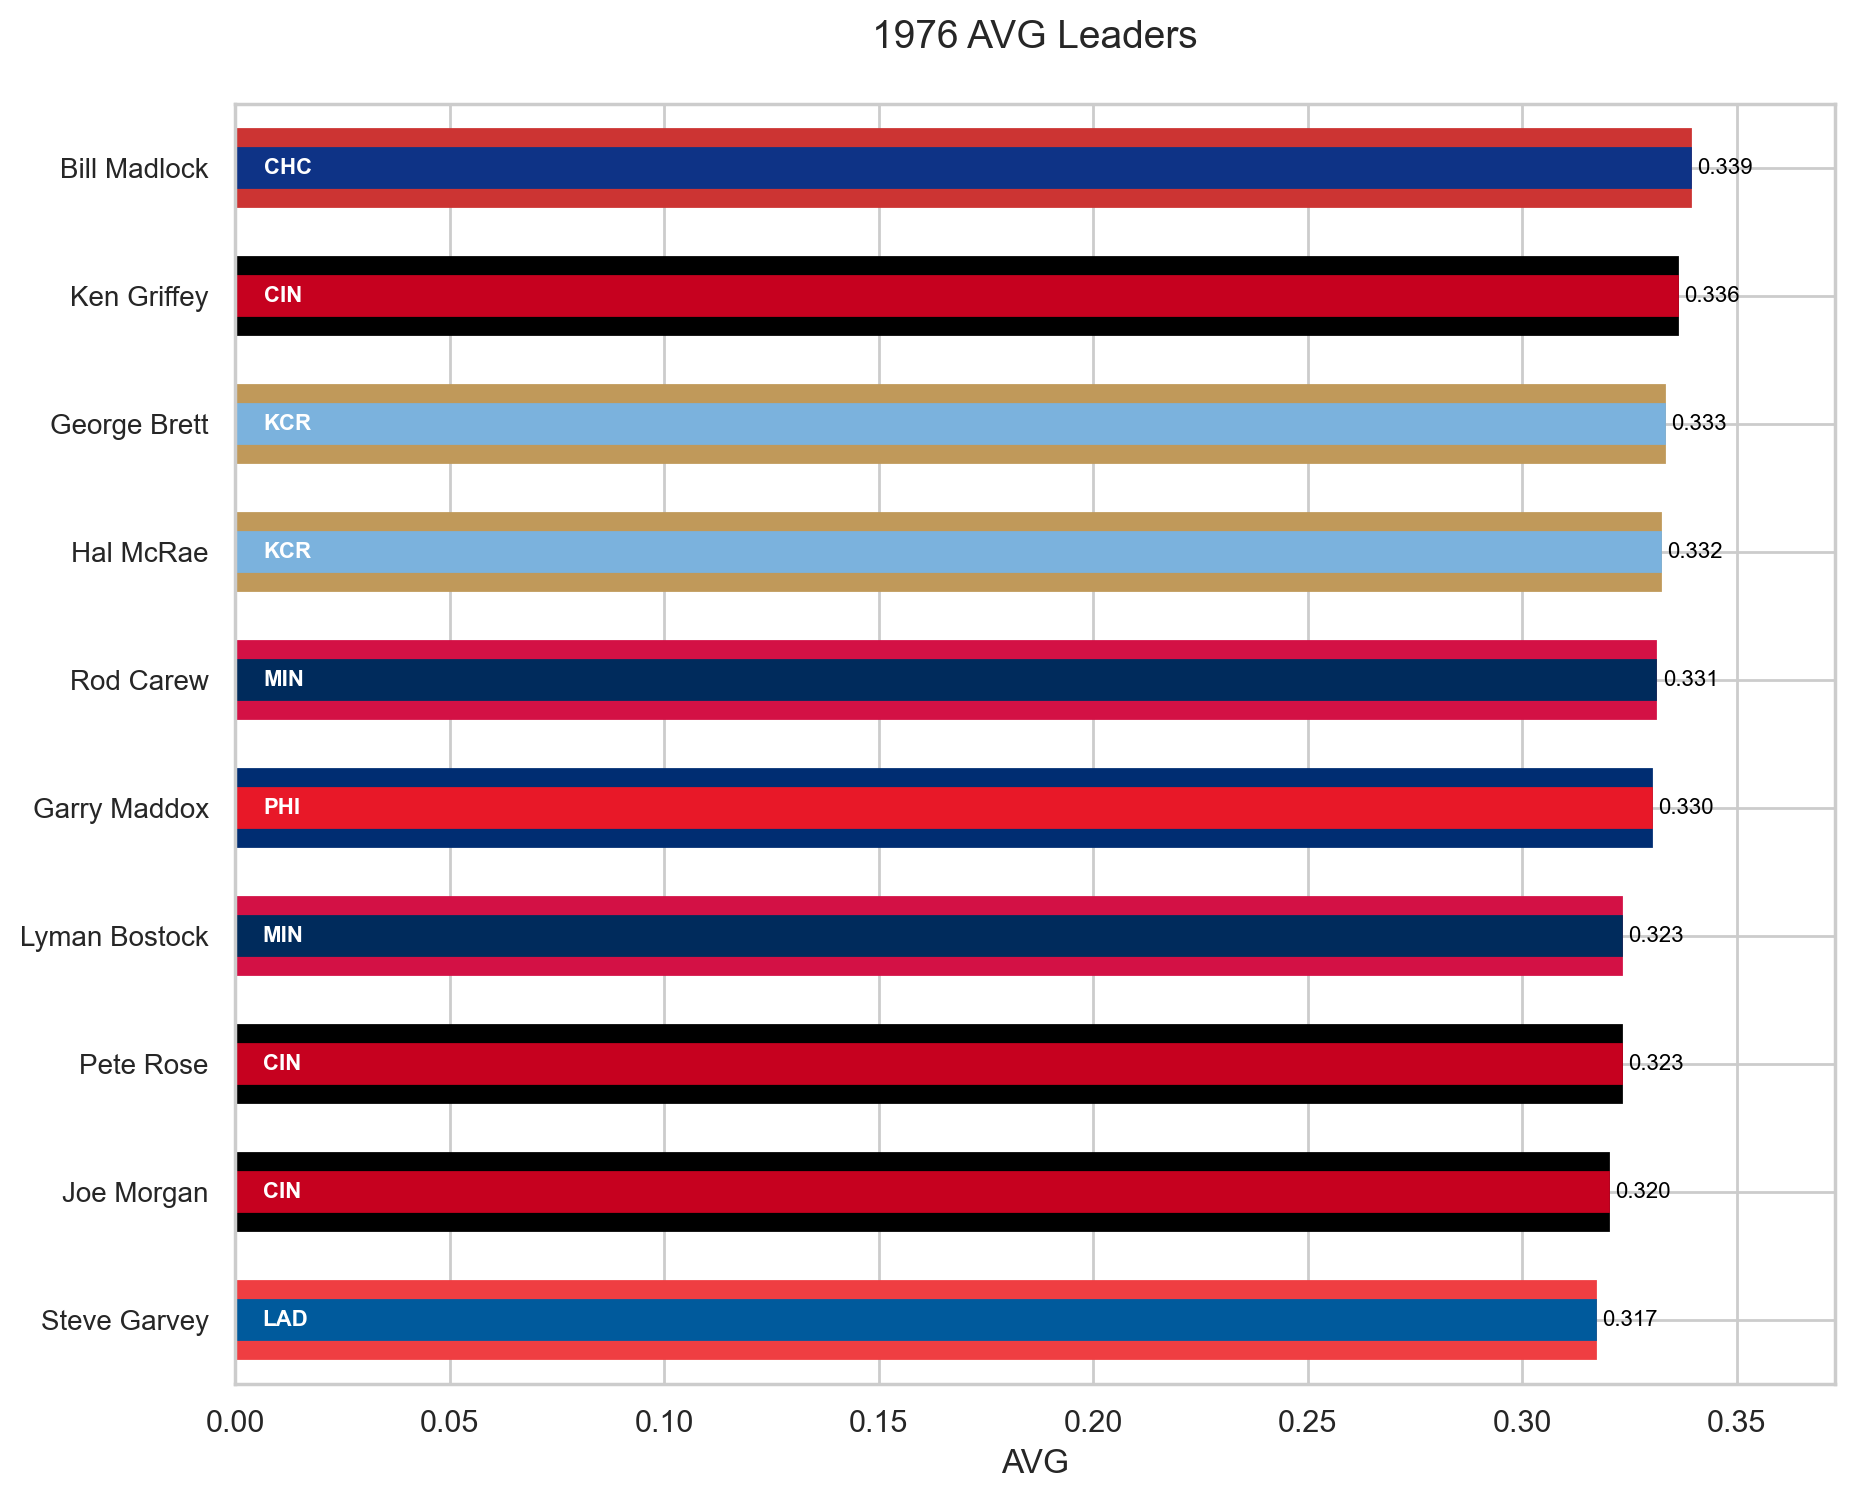 1976 AVG Leaders
Bill Madlock CHC 0.339
Ken Griffey CIN 0.336
George Brett KCR 0.333
Hal McRae KCR 0.332
Rod Carew MIN 0.331
Garry Maddox PHI 0.330
Lyman Bostock MIN 0.323
Pete Rose CIN 0.323
Joe Morgan CIN 0.320
Steve Garvey LAD 0.317
0.00 0.05 0.10 0.15 0.20 0.25 0.30 0.35
AVG